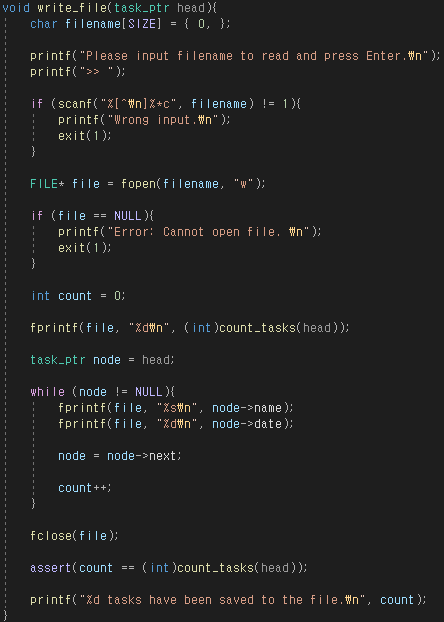 void write_file(task_ptr head){
char filename[SIZE] = { 0, };
printf("Please input filename to read and press Enter.₩n");
printf(">> ");
if (scanf("%[^₩n]%*c", filename) != 1){
printf("Wrong input.₩n");
exit(1);
}
FILE* file = fopen(filename, "w");
if (file == NULL){
printf("Error: Cannot open file. ₩n");
exit(1);
}
int count = 0;
fprintf(file, "%d₩n", (int)count_tasks(head));
task_ptr node = head;
while (node != NULL){
fprintf(file, "%s₩n", node->name);
fprintf(file, "%d₩n", node->date);
node = node->next;
count++;
}
fclose(file);
assert(count == (int)count_tasks(head));
printf("%d tasks have been saved to the file.₩n", count);
}